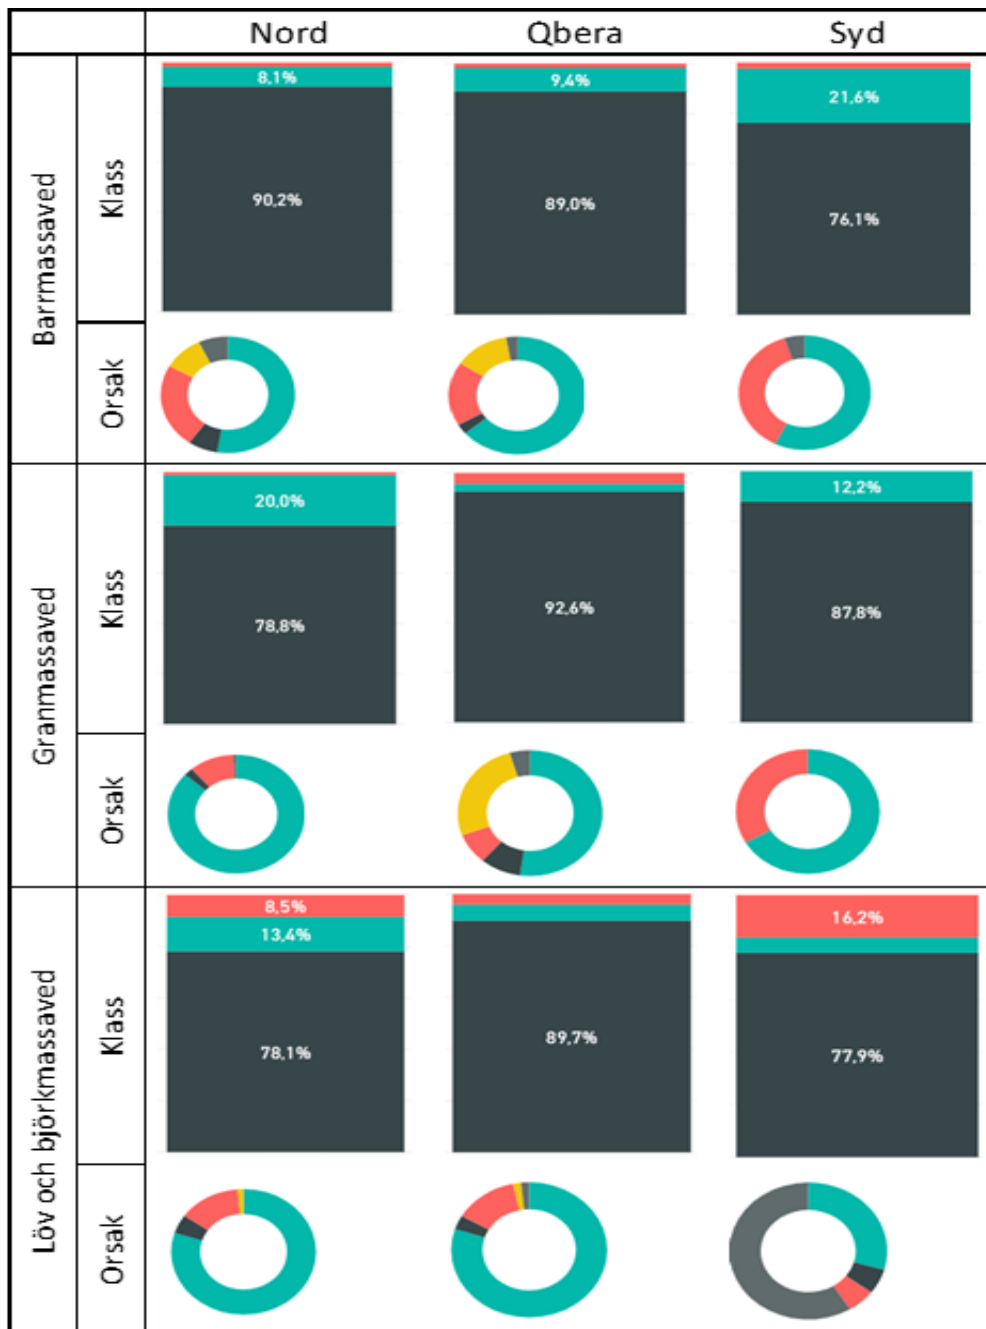 Nord Qbera Syd
Barrmassaved
Klass
8,1% 9,4% 21,6%
90,2% 89,0% 76,1%
Orsak
Granmassaved
Klass
20,0% 12,2%
78,8% 92,6% 87,8%
Orsak
Löv och björkmassaved
Klass
8,5% 16,2%
13,4%
78,1% 89,7% 77,9%
Orsak